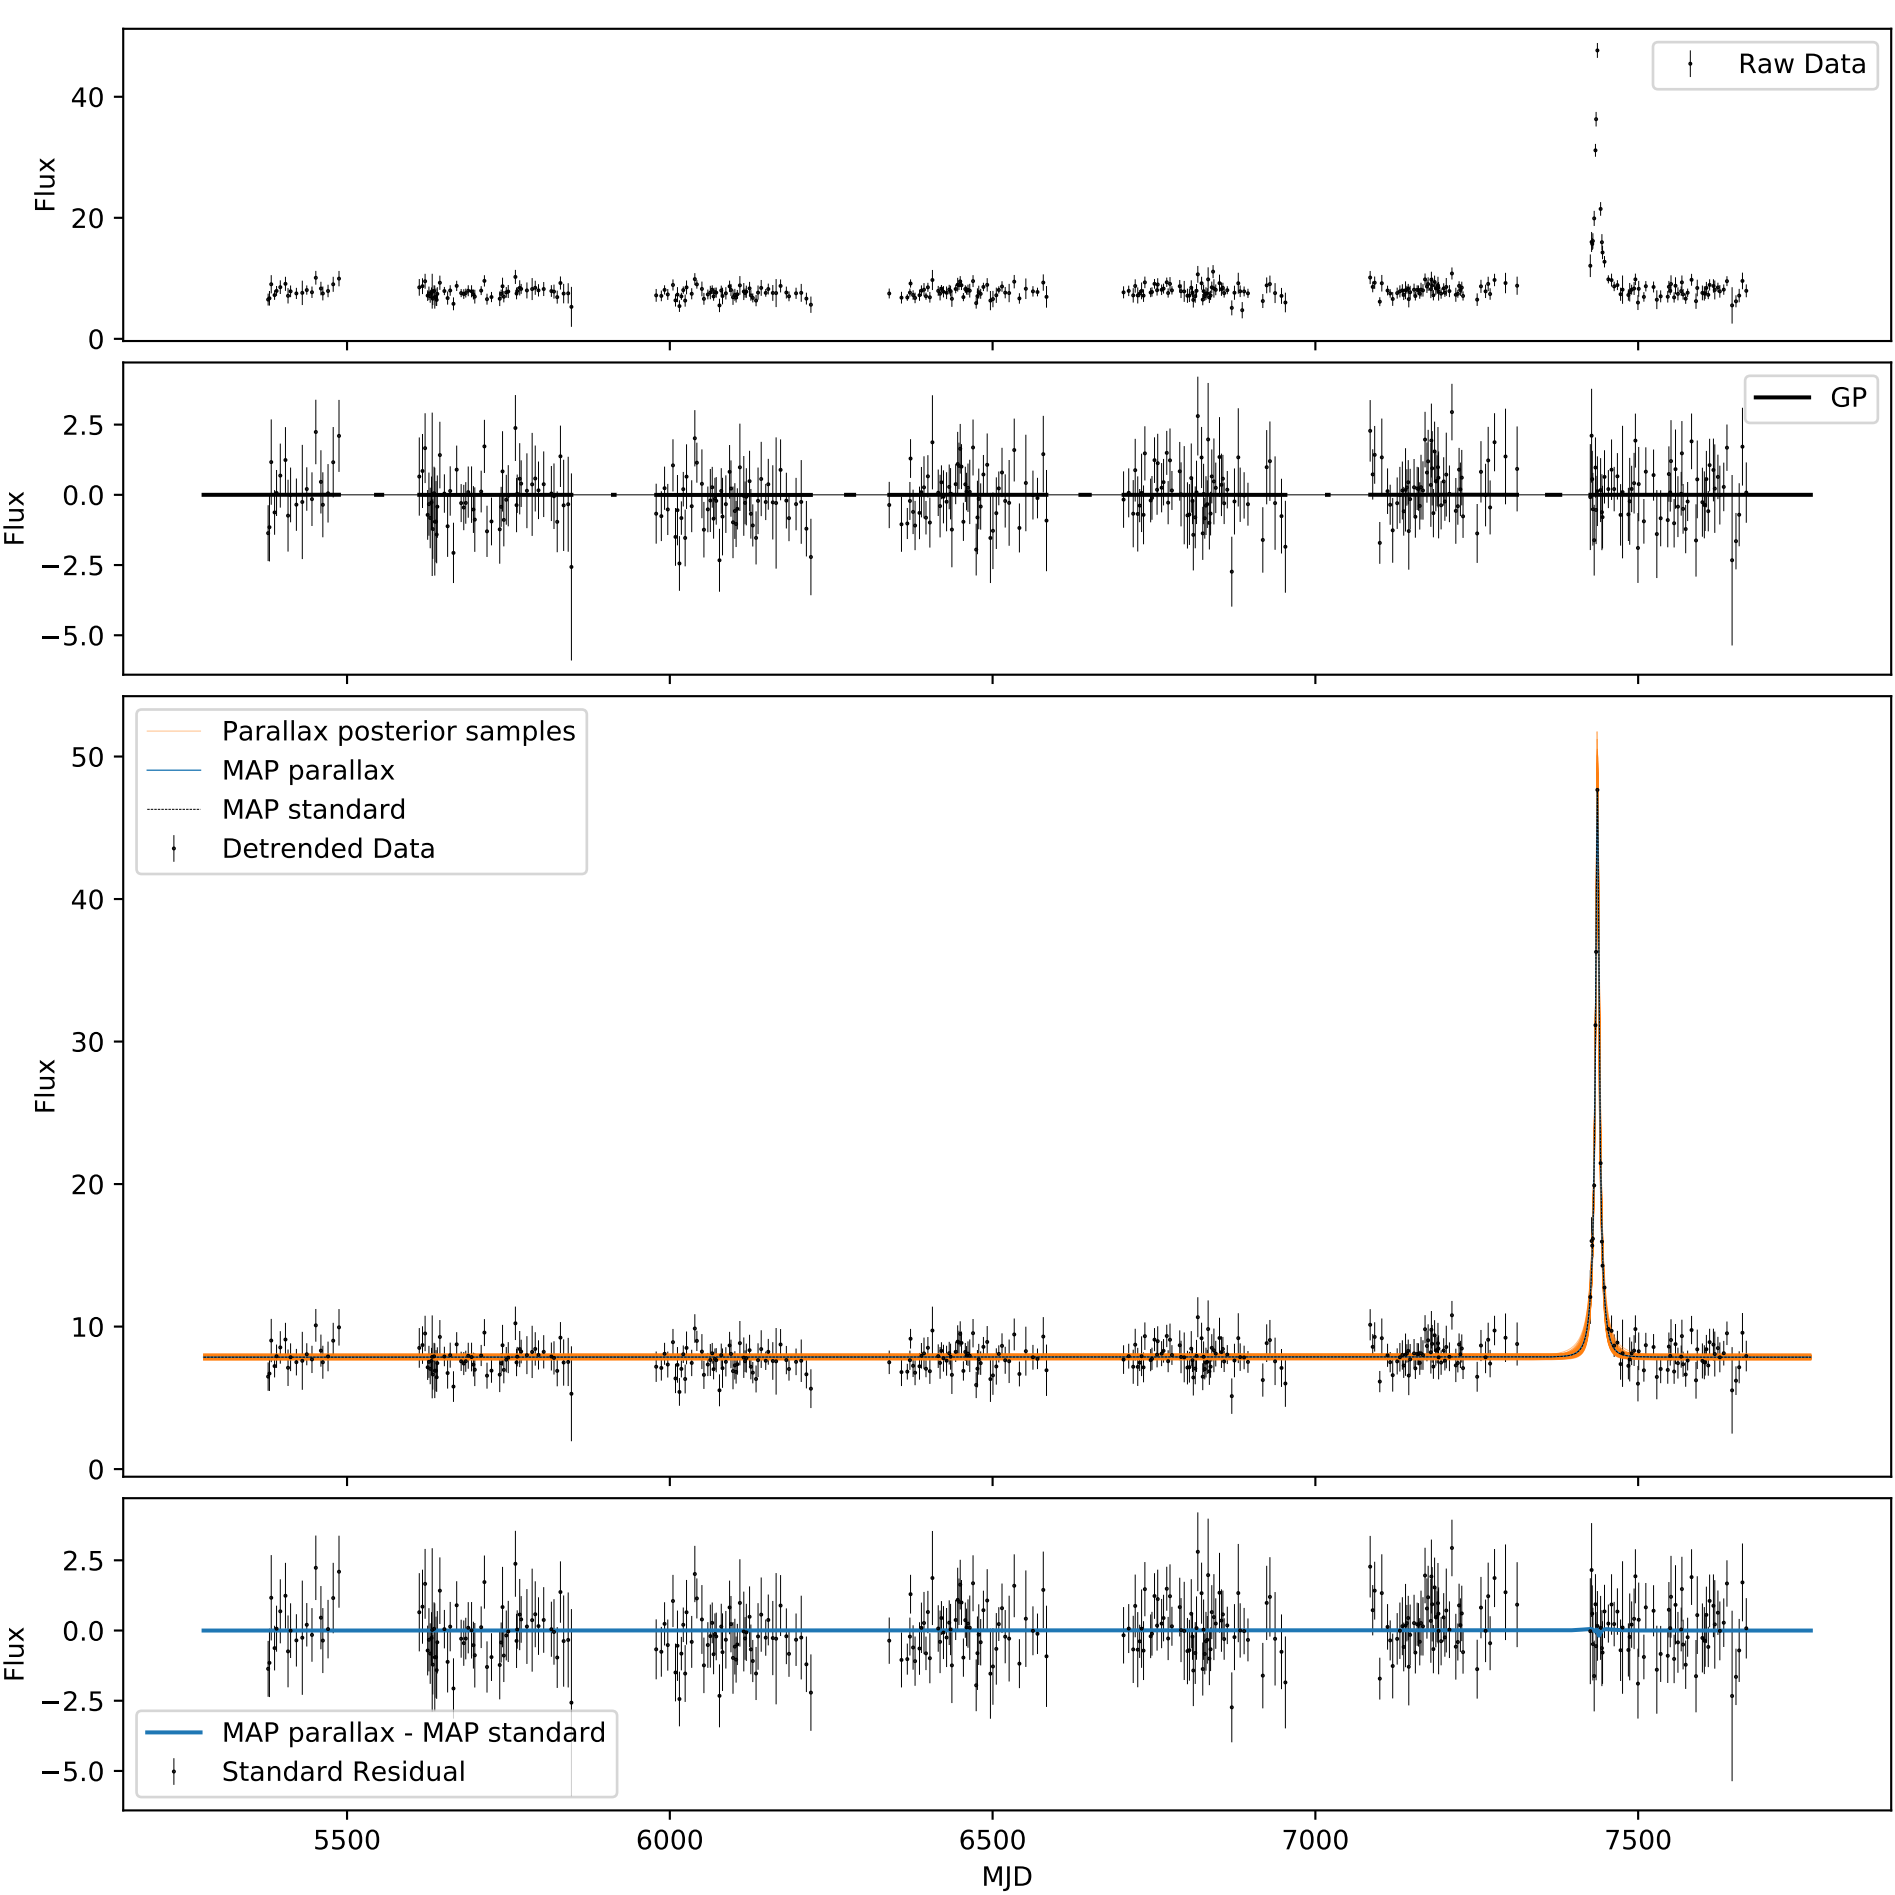 Flux
40
20
0
Raw Data
Flux
2.5
0.0
−2.5
−5.0
GP
Flux
50
40
30
20
10
0
Parallax posterior samples
MAP parallax
MAP standard
Detrended Data
Flux
2.5
0.0
−2.5
−5.0
MAP parallax - MAP standard
Standard Residual
5500
6000
6500
7000
7500
MJD